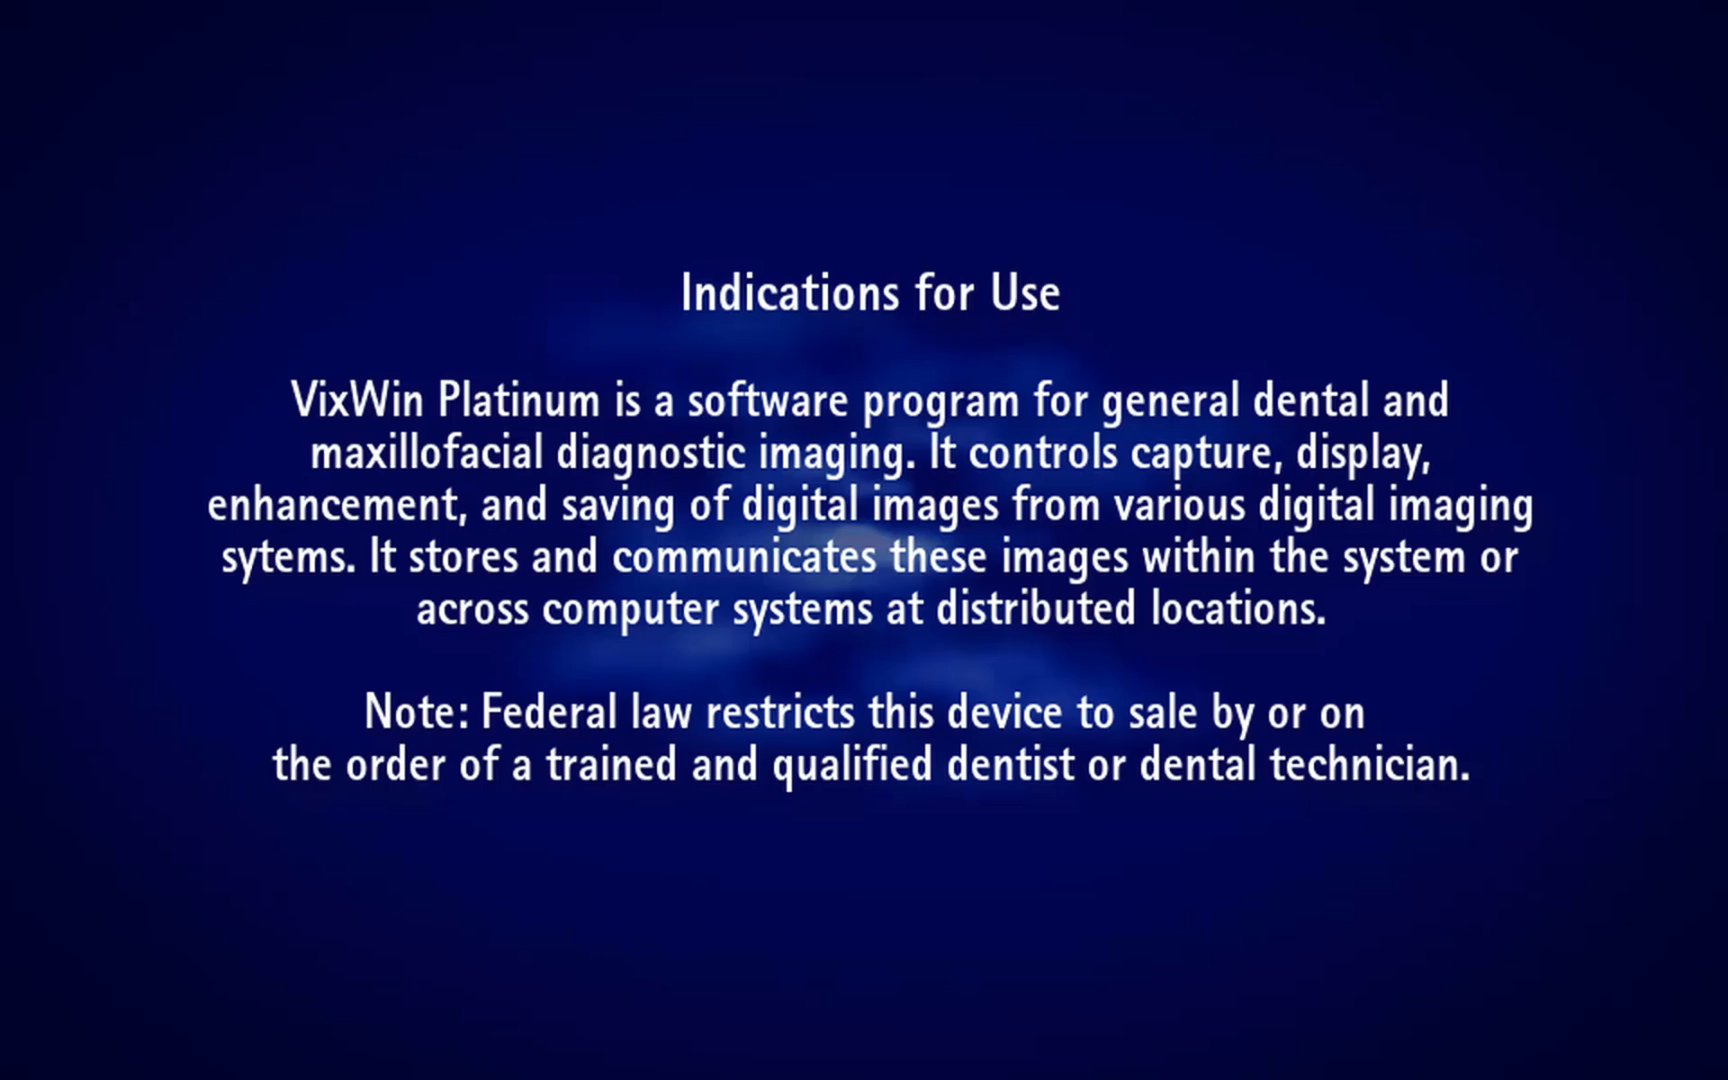 Indications for Use
VixWin Platinum is a software program for general dental and
maxillofacial diagnostic imaging. It controls capture, display,
enhancement, and saving of digital images from various digital imaging
sytems. It stores and communicates these images within the system or
across computer systems at distributed locations.
Note: Federal law restricts this device to sale by or on
the order of a trained and qualified dentist or dental technician.